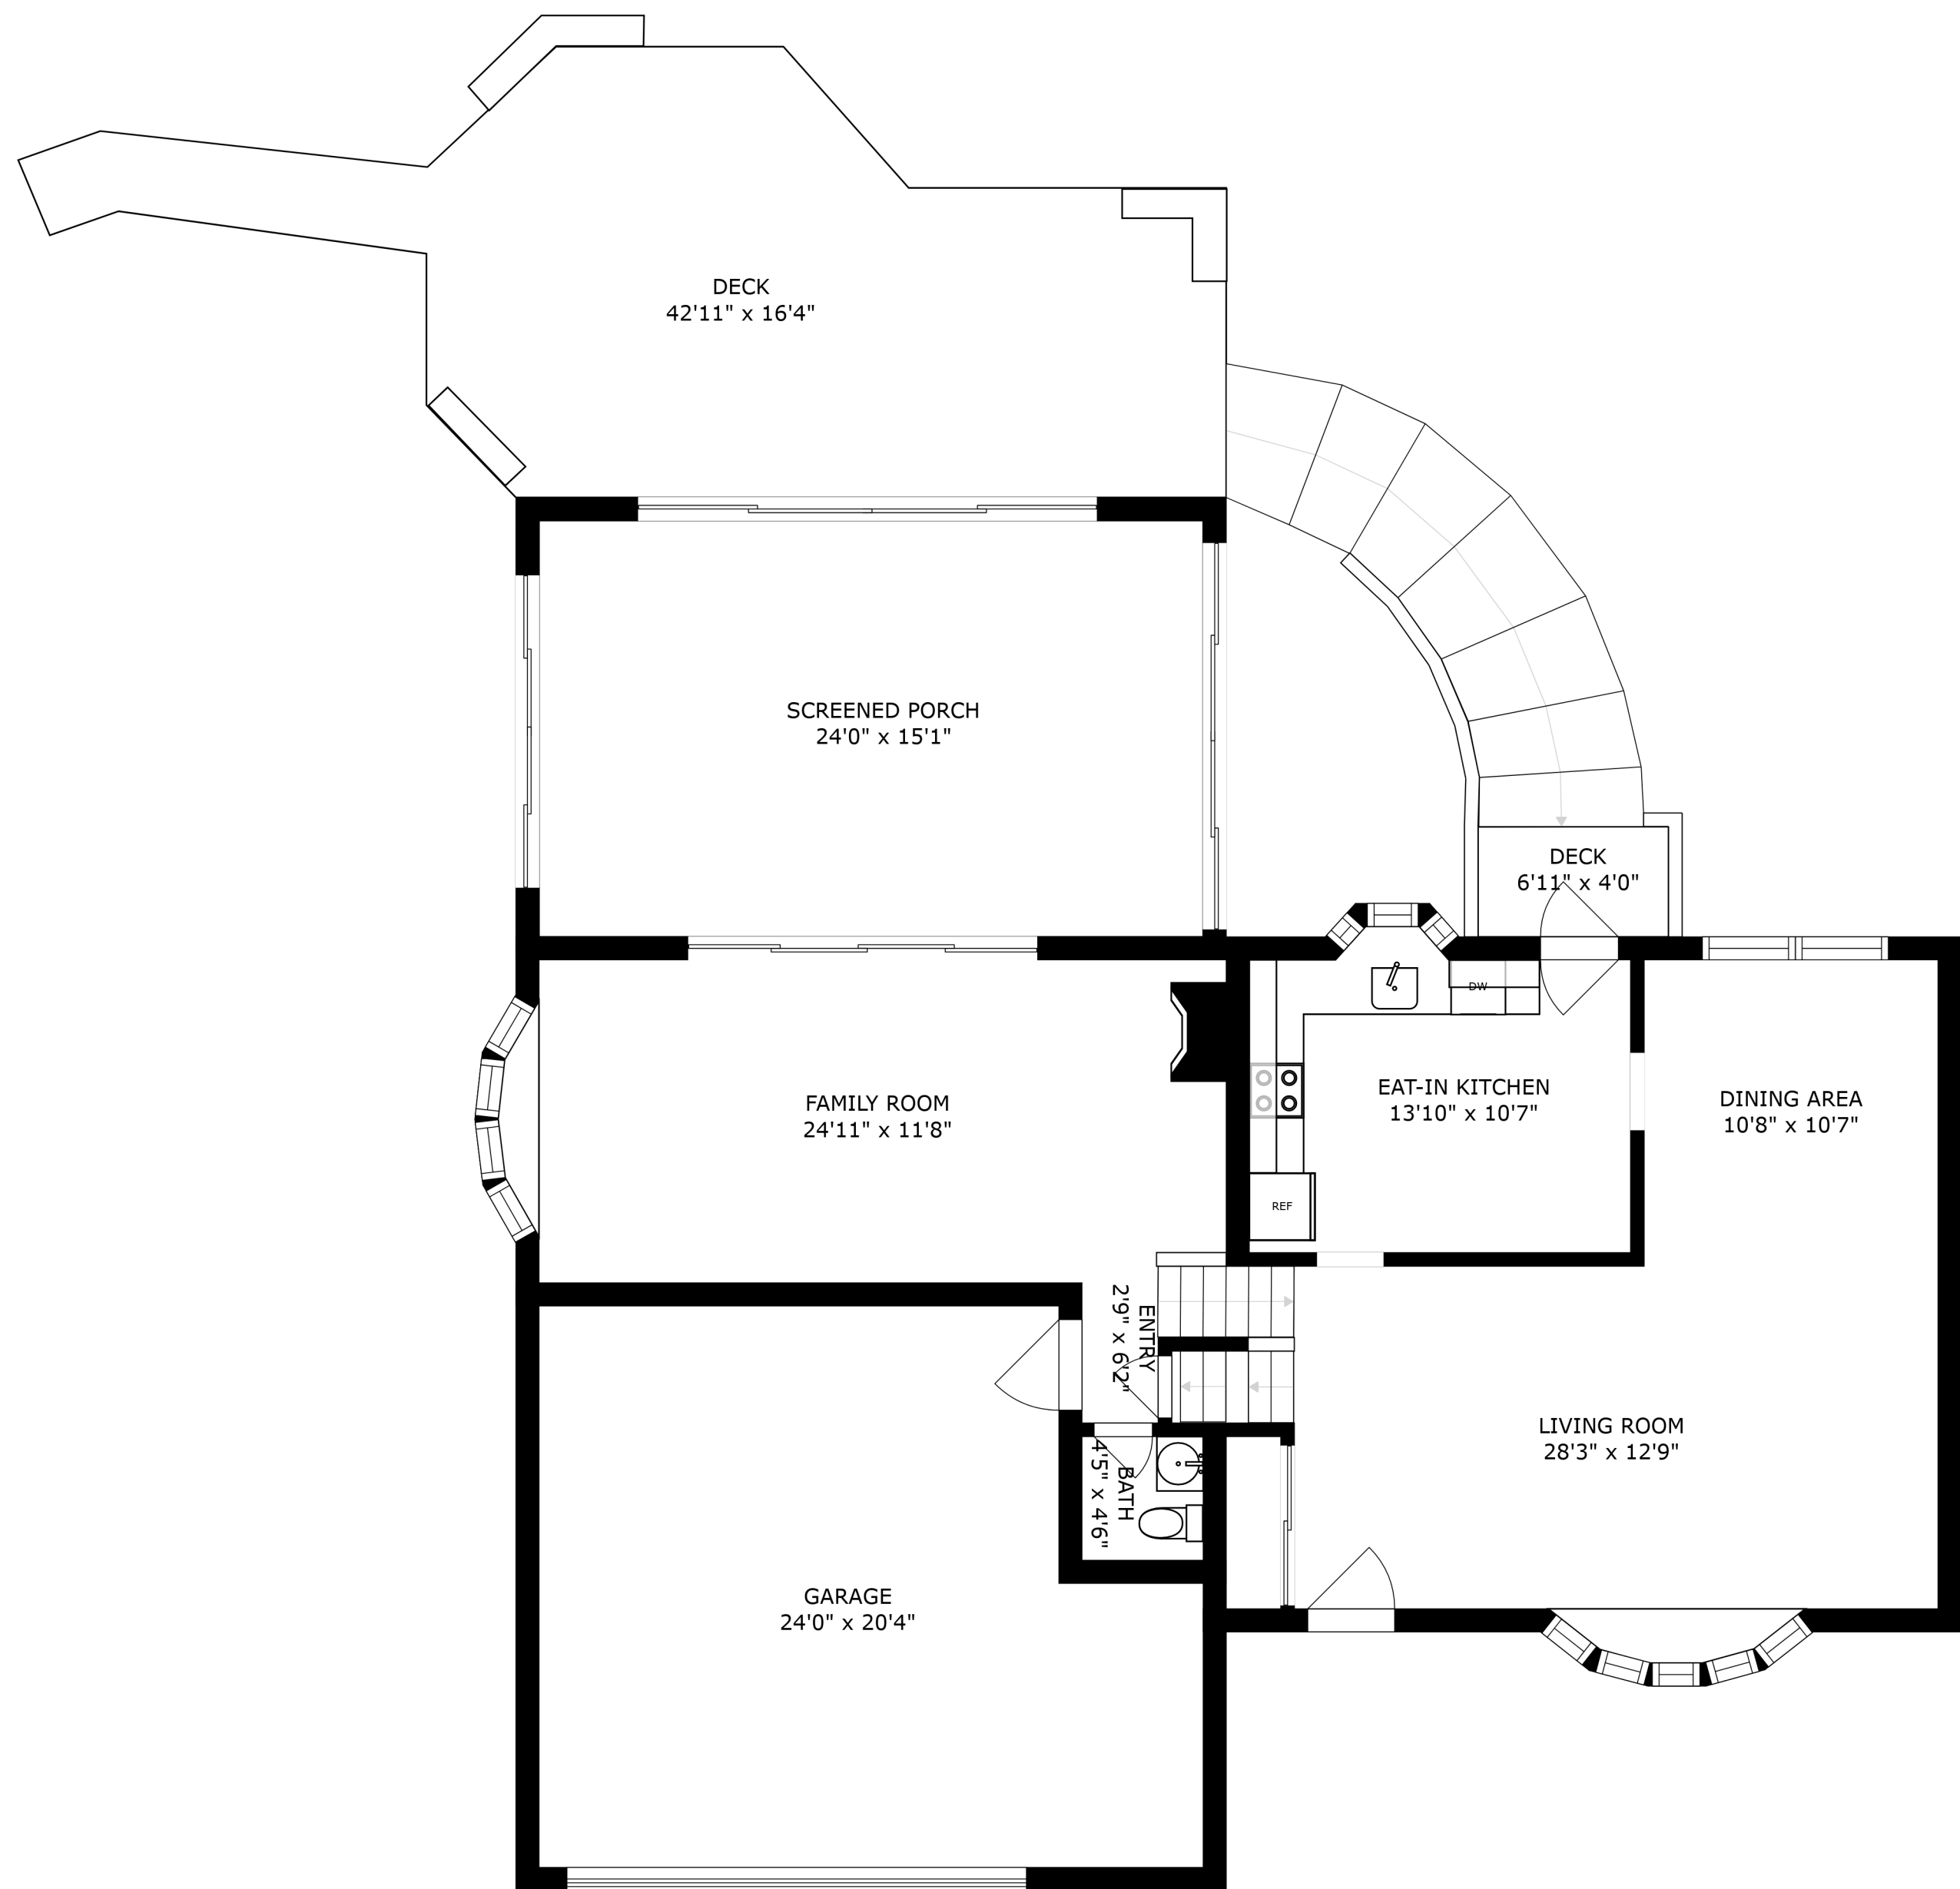 DECK
42'11" x 16'4"
SCREENED PORCH
24'0" x 15'1"
DECK
6'11" x 4'0"
DW
EAT-IN KITCHEN
13'10" x 10'7"
DINING AREA
10'8" x 10'7"
FAMILY ROOM
24'11" x 11'8"
REF
ENTRY
2'9" x 6'2"
LIVING ROOM
28'3" x 12'9"
BATH
4'5" x 4'6"
GARAGE
24'0" x 20'4"